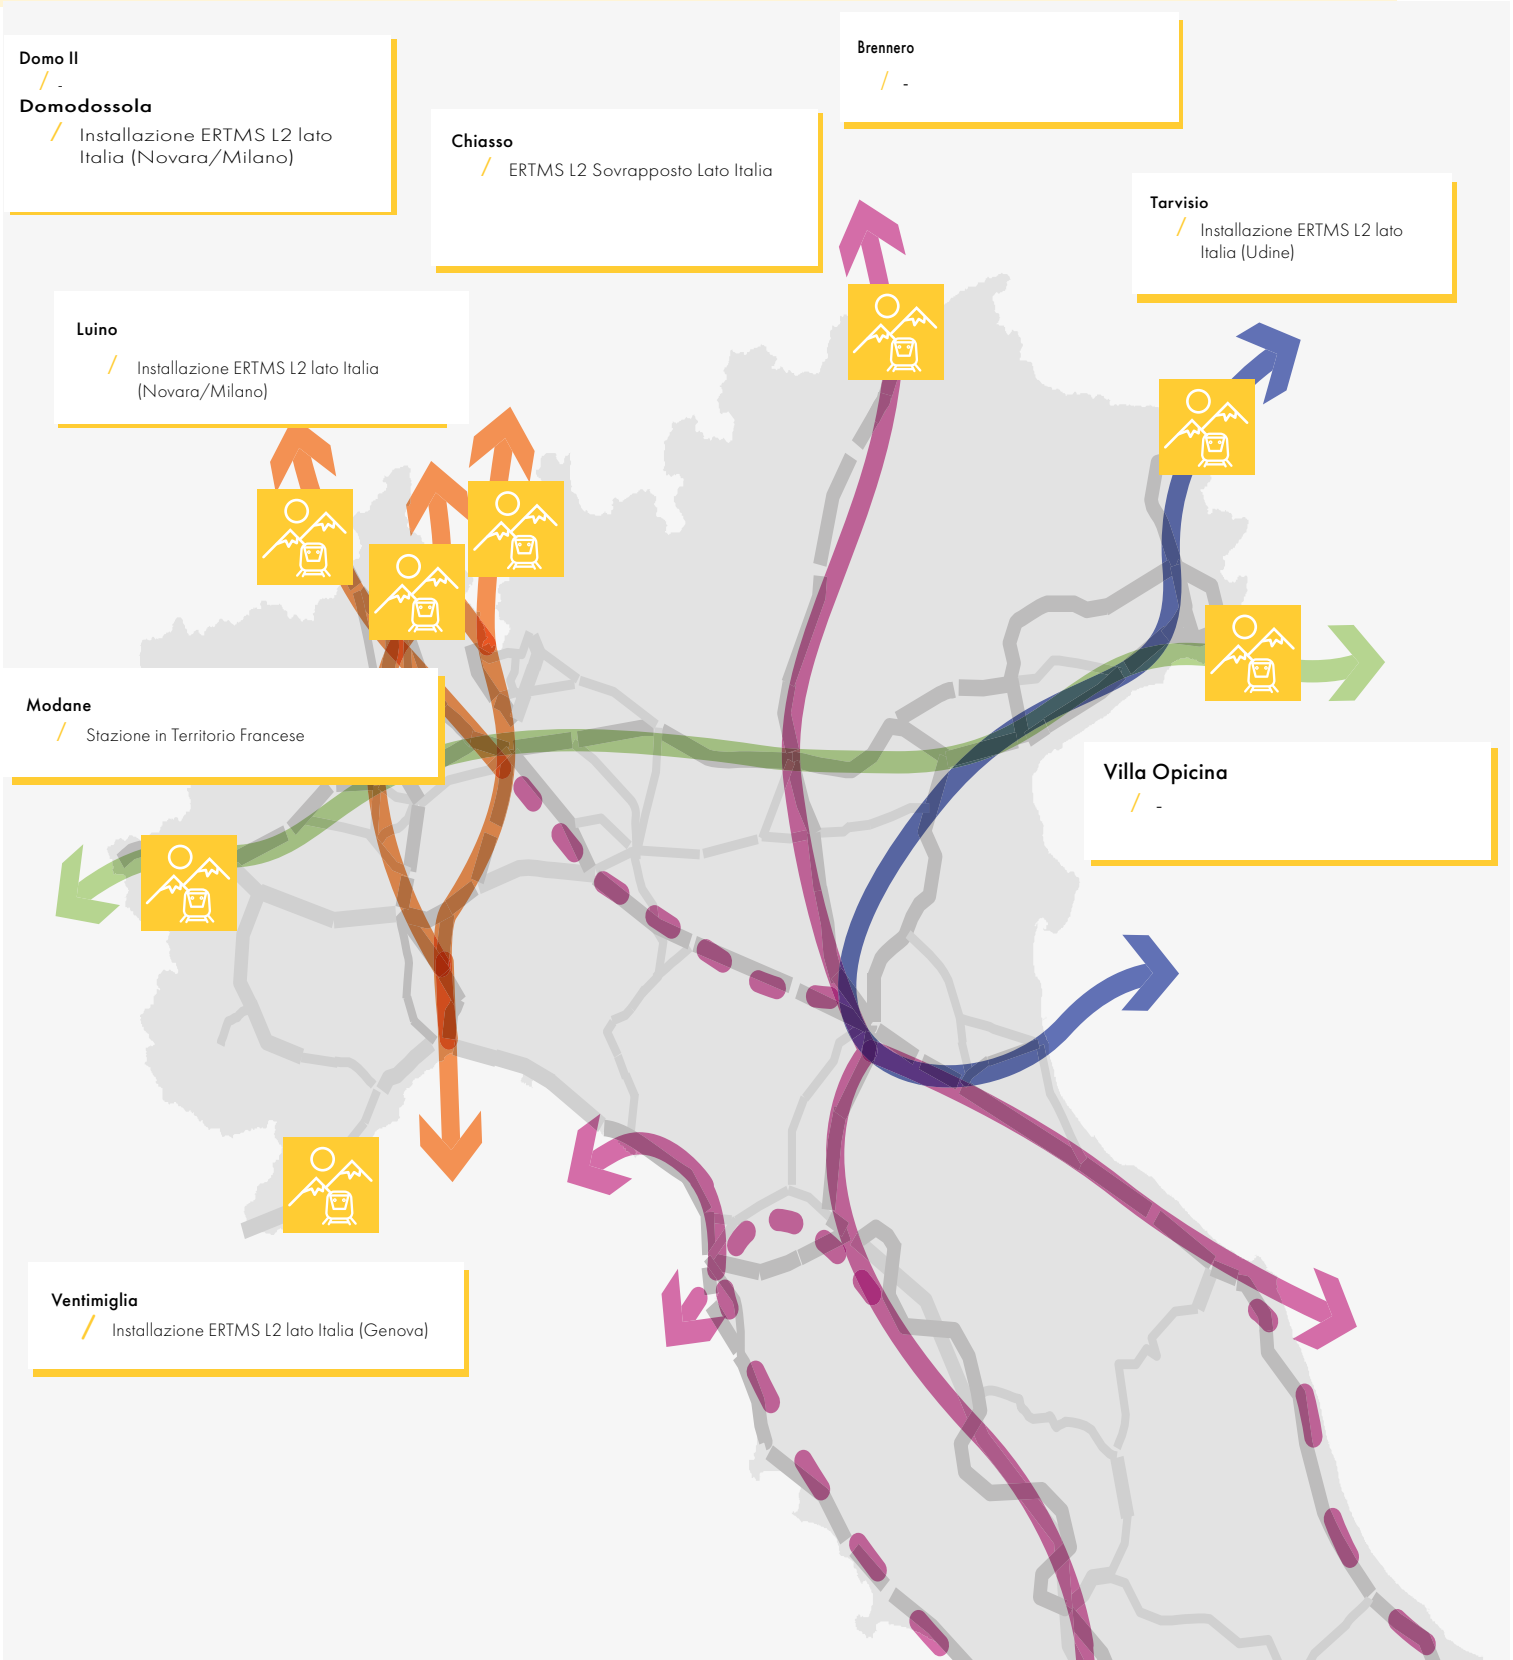 Domo II
/ -
Domodossola
/ Installazione ERTMS L2 lato
Italia (Novara/Milano)
Chiasso
/ ERTMS L2 Sovrapposto Lato Italia
Brennero
/ -
Tarvisio
/ Installazione ERTMS L2 lato
Italia (Udine)
Luino
/ Installazione ERTMS L2 lato Italia
(Novara/Milano)
Modane
/ Stazione in Territorio Francese
Villa Opicina
/ -
Ventimiglia
/ Installazione ERTMS L2 lato Italia (Genova)